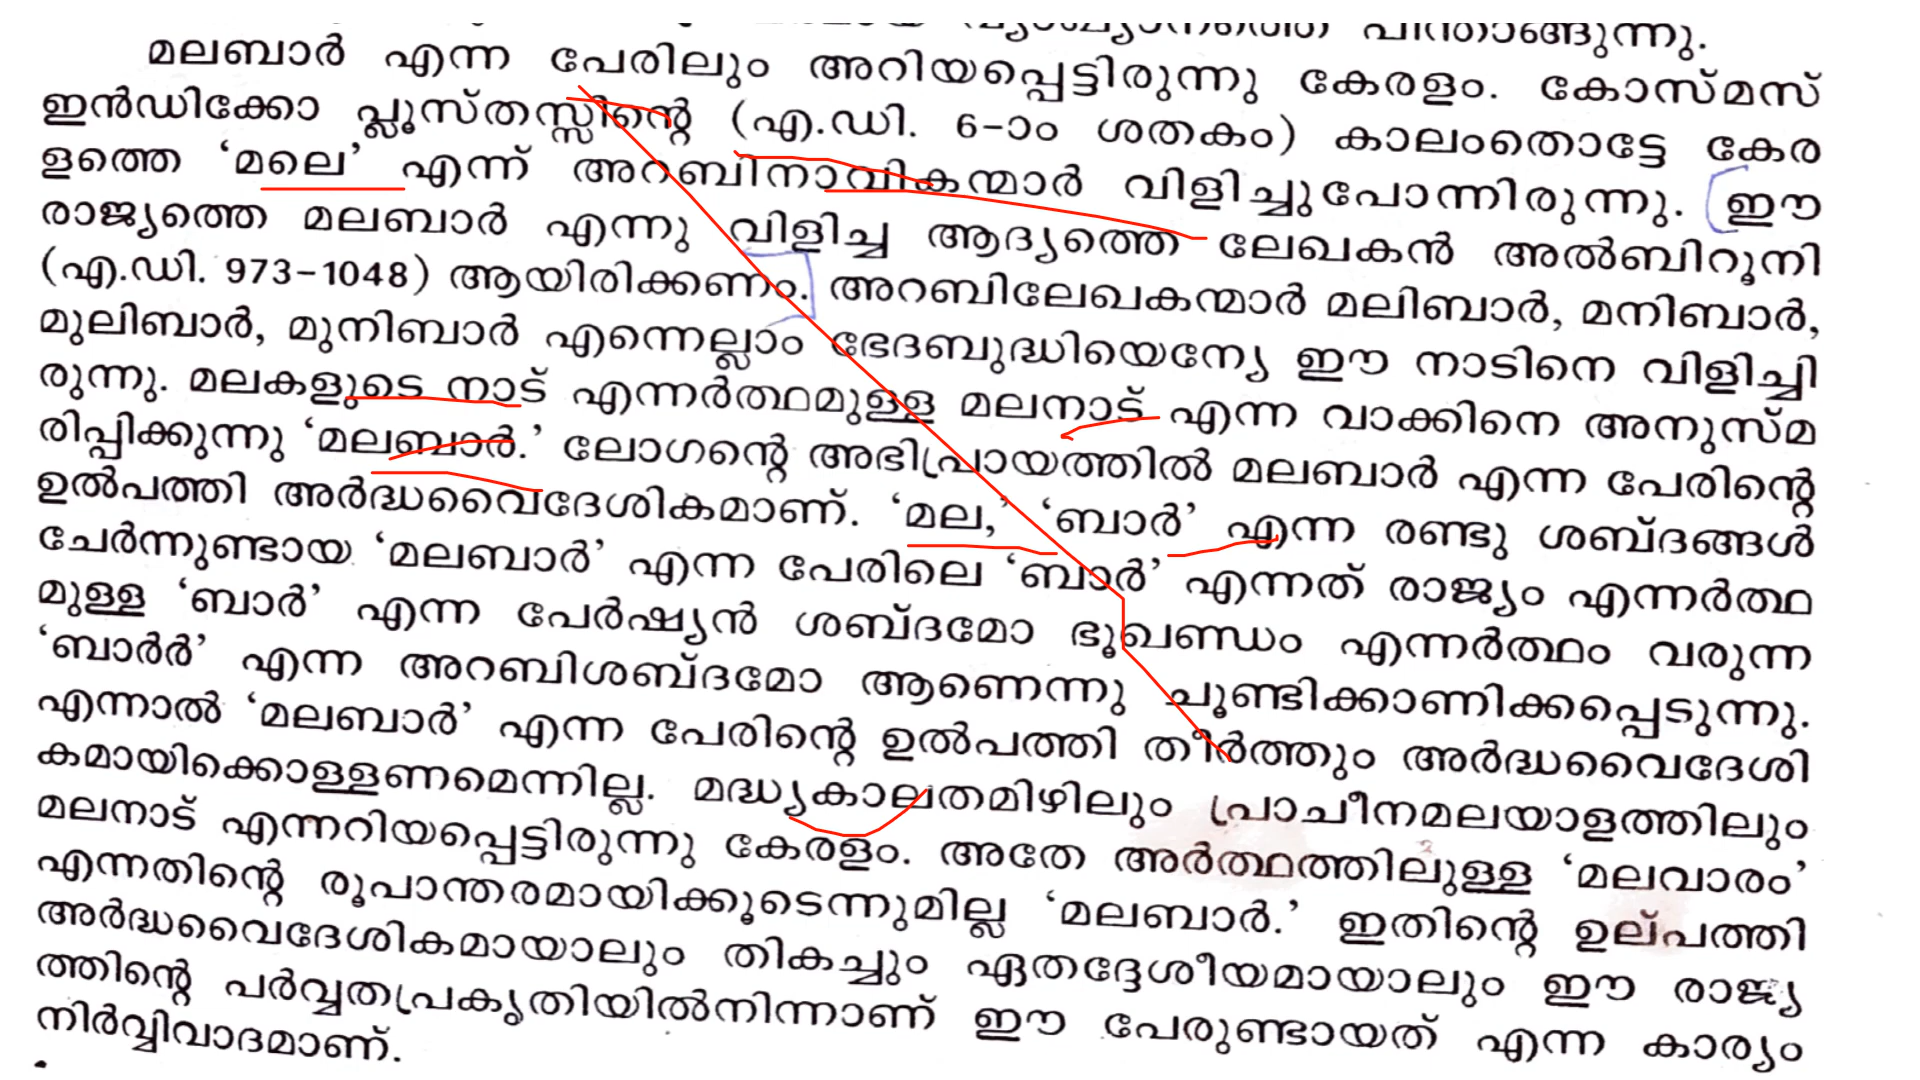 പിന്താങ്ങുന്നു.
മലബാർ എന്ന പേരിലും അറിയപ്പെട്ടിരുന്നു കേരളം. കോസ്മസ്
ഇൻഡിക്കോ പ്ലൂസ്തസ്സിന്റെ (എ.ഡി. 6-ാം ശതകം) കാലംതൊട്ടേ കേര
ളത്തെ ‘മലെ’ എന്ന് അറബിനാവികന്മാർ വിളിച്ചുപോന്നിരുന്നു. ഈ
രാജ്യത്തെ മലബാർ എന്നു വിളിച്ച ആദ്യത്തെ ലേഖകൻ അൽബിറൂനി
(എ.ഡി. 973-1048) ആയിരിക്കണം. അറബിലേഖകന്മാർ മലിബാർ, മനിബാർ,
മുലിബാർ, മുനിബാർ എന്നെല്ലാം ഭേദബുദ്ധിയെന്യേ ഈ നാടിനെ വിളിച്ചി
രുന്നു. മലകളുടെ നാട് എന്നർത്ഥമുള്ള മലനാട് എന്ന വാക്കിനെ അനുസ്മ
രിപ്പിക്കുന്നു ‘മലബാർ.’ ലോഗന്റെ അഭിപ്രായത്തിൽ മലബാർ എന്ന പേരിന്റെ
ഉൽപത്തി അർദ്ധവൈദേശികമാണ്. ‘മല,’ ‘ബാർ’ എന്ന രണ്ടു ശബ്ദങ്ങൾ
ചേർന്നുണ്ടായ ‘മലബാർ’ എന്ന പേരിലെ ‘ബാർ’ എന്നത് രാജ്യം എന്നർത്ഥ
മുള്ള ‘ബാർ’ എന്ന പേർഷ്യൻ ശബ്ദമോ ഭൂഖണ്ഡം എന്നർത്ഥം വരുന്ന
‘ബാർർ’ എന്ന അറബിശബ്ദമോ ആണെന്നു ചൂണ്ടിക്കാണിക്കപ്പെടുന്നു.
എന്നാൽ ‘മലബാർ’ എന്ന പേരിന്റെ ഉൽപത്തി തീർത്തും അർദ്ധവൈദേശി
കമായിക്കൊള്ളണമെന്നില്ല. മദ്ധ്യകാലതമിഴിലും പ്രാചീനമലയാളത്തിലും
മലനാട് എന്നറിയപ്പെട്ടിരുന്നു കേരളം. അതേ അർത്ഥത്തിലുള്ള ‘മലവാരം’
എന്നതിന്റെ രൂപാന്തരമായിക്കൂടെന്നുമില്ല ‘മലബാർ.’ ഇതിന്റെ ഉല്പത്തി
അർദ്ധവൈദേശികമായാലും തികച്ചും ഏതദ്ദേശീയമായാലും ഈ രാജ്യ
ത്തിന്റെ പർവ്വതപ്രകൃതിയിൽനിന്നാണ് ഈ പേരുണ്ടായത് എന്ന കാര്യം
നിർവ്വിവാദമാണ്.